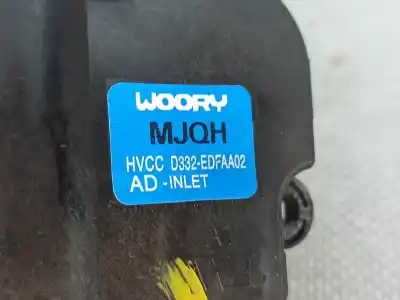 WOORY
MJQH
HVCC D332-EDFAA02
AD -INLET